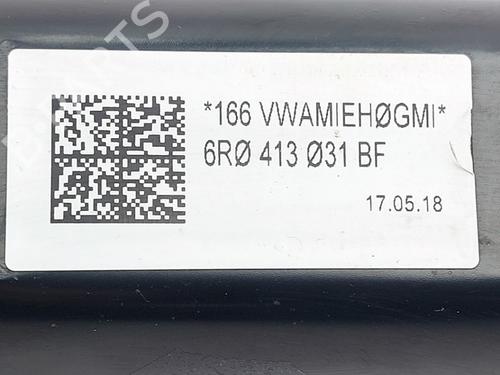 *166 VWAMIEHØGMI*
6RØ 413 Ø31 BF
17.05.18